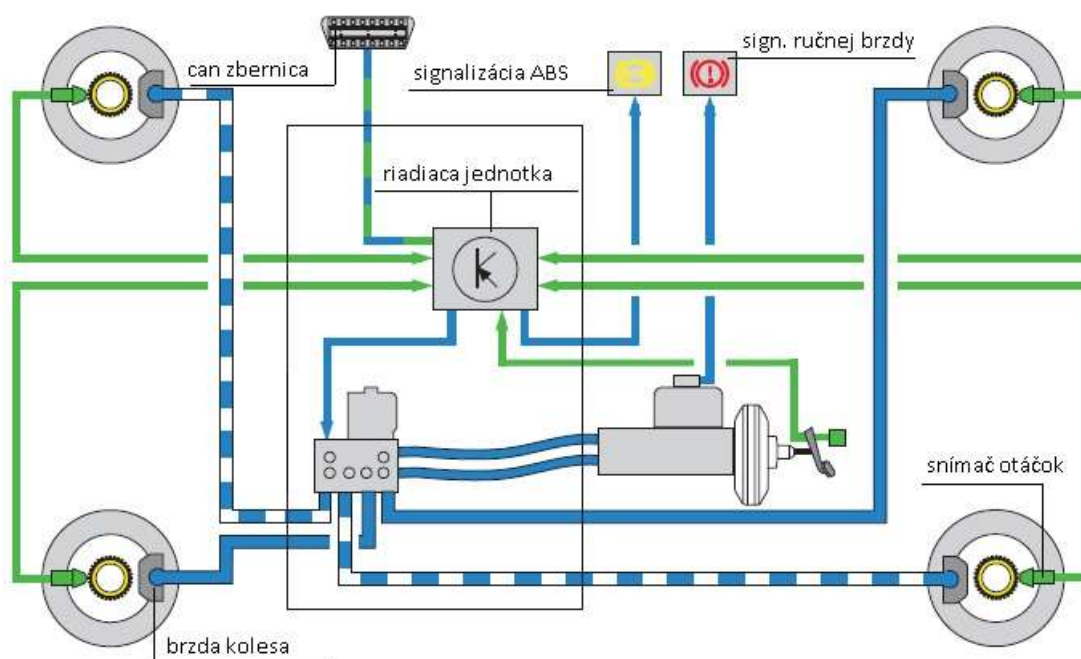 sign. ručnej brzdy
can zbernica
signalizácia ABS
riadiaca jednotka
snímač otáčok
brzda kolesa